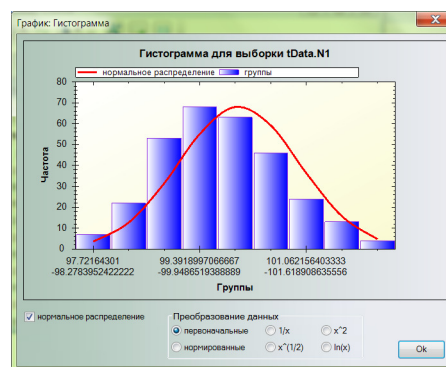 График: Гистограмма
X
Гистограмма для выборки tData.N1
нормальное распределение группы
80
70
60
50
40
30
20
10
0
Частота
97.72164301 99.3918997066667 101.062156403333
-98.2783952422222 -99.9486519388889 -101.618908635556
Группы
нормальное распределение
Преобразование данных
первоначальные 1/x x^2
нормированные x^(1/2) ln(x)
Ok